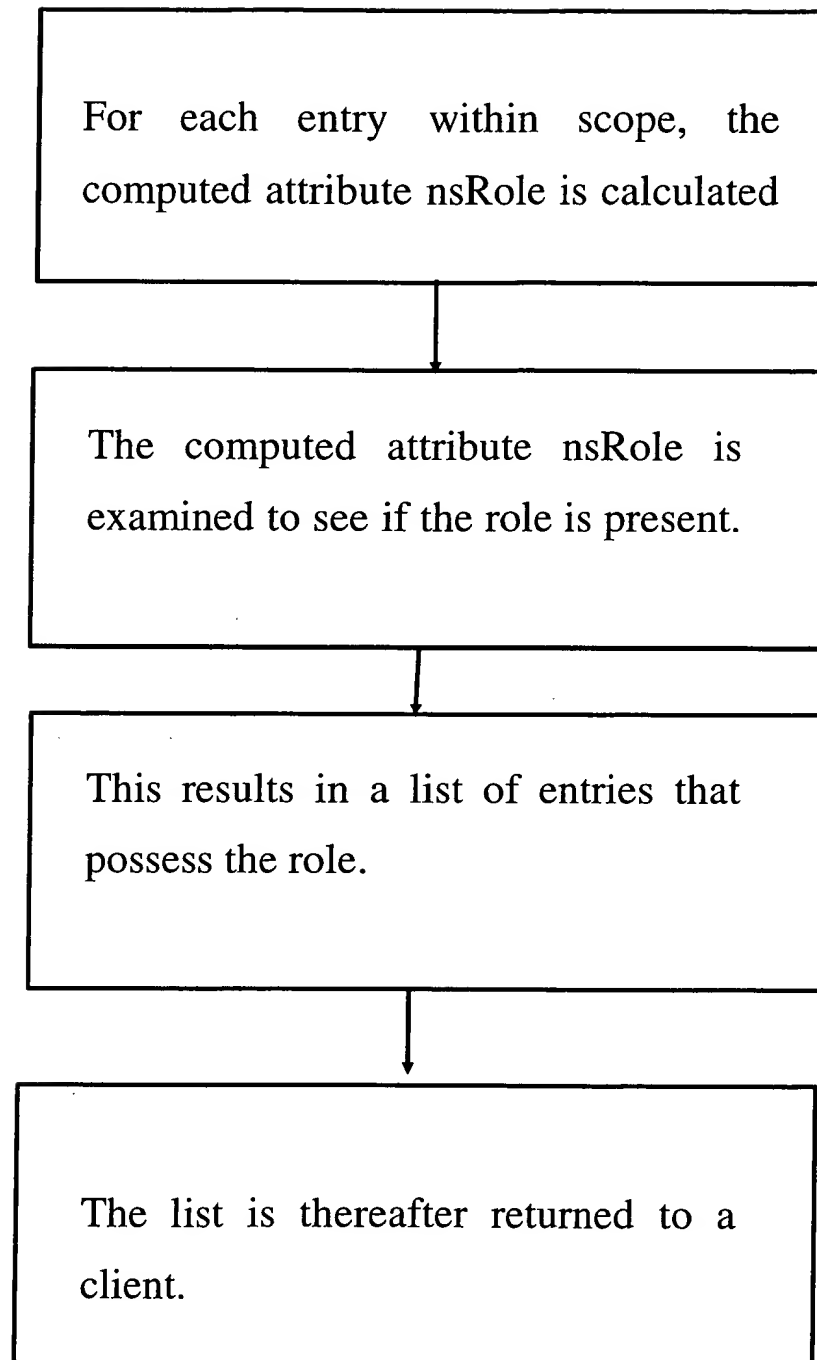 For each entry within scope, the
computed attribute nsRole is calculated
The computed attribute nsRole is
examined to see if the role is present.
This results in a list of entries that
possess the role.
The list is thereafter returned to a
client.